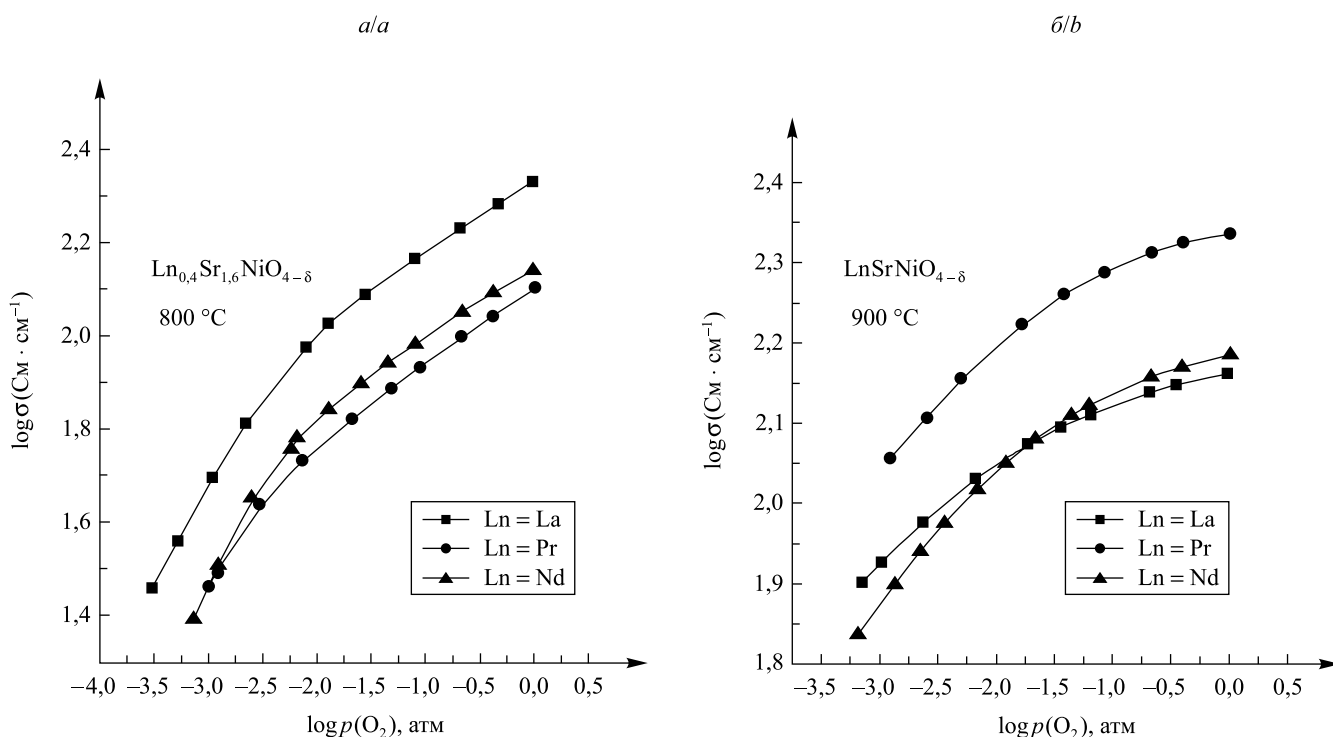 а/a
2,4
2,2
2,0
1,8
1,6
1,4
logσ(См · см⁻¹)
Ln₀,₄Sr₁,₆NiO₄₋δ
800 °C
Ln = La
Ln = Pr
Ln = Nd
–4,0 –3,5 –3,0 –2,5 –2,0 –1,5 –1,0 –0,5 0,0 0,5
log p(O₂), атм
б/b
2,4
2,3
2,2
2,1
2,0
1,9
1,8
logσ(См · см⁻¹)
LnSrNiO₄₋δ
900 °C
Ln = La
Ln = Pr
Ln = Nd
–3,5 –3,0 –2,5 –2,0 –1,5 –1,0 –0,5 0,0 0,5
log p(O₂), атм